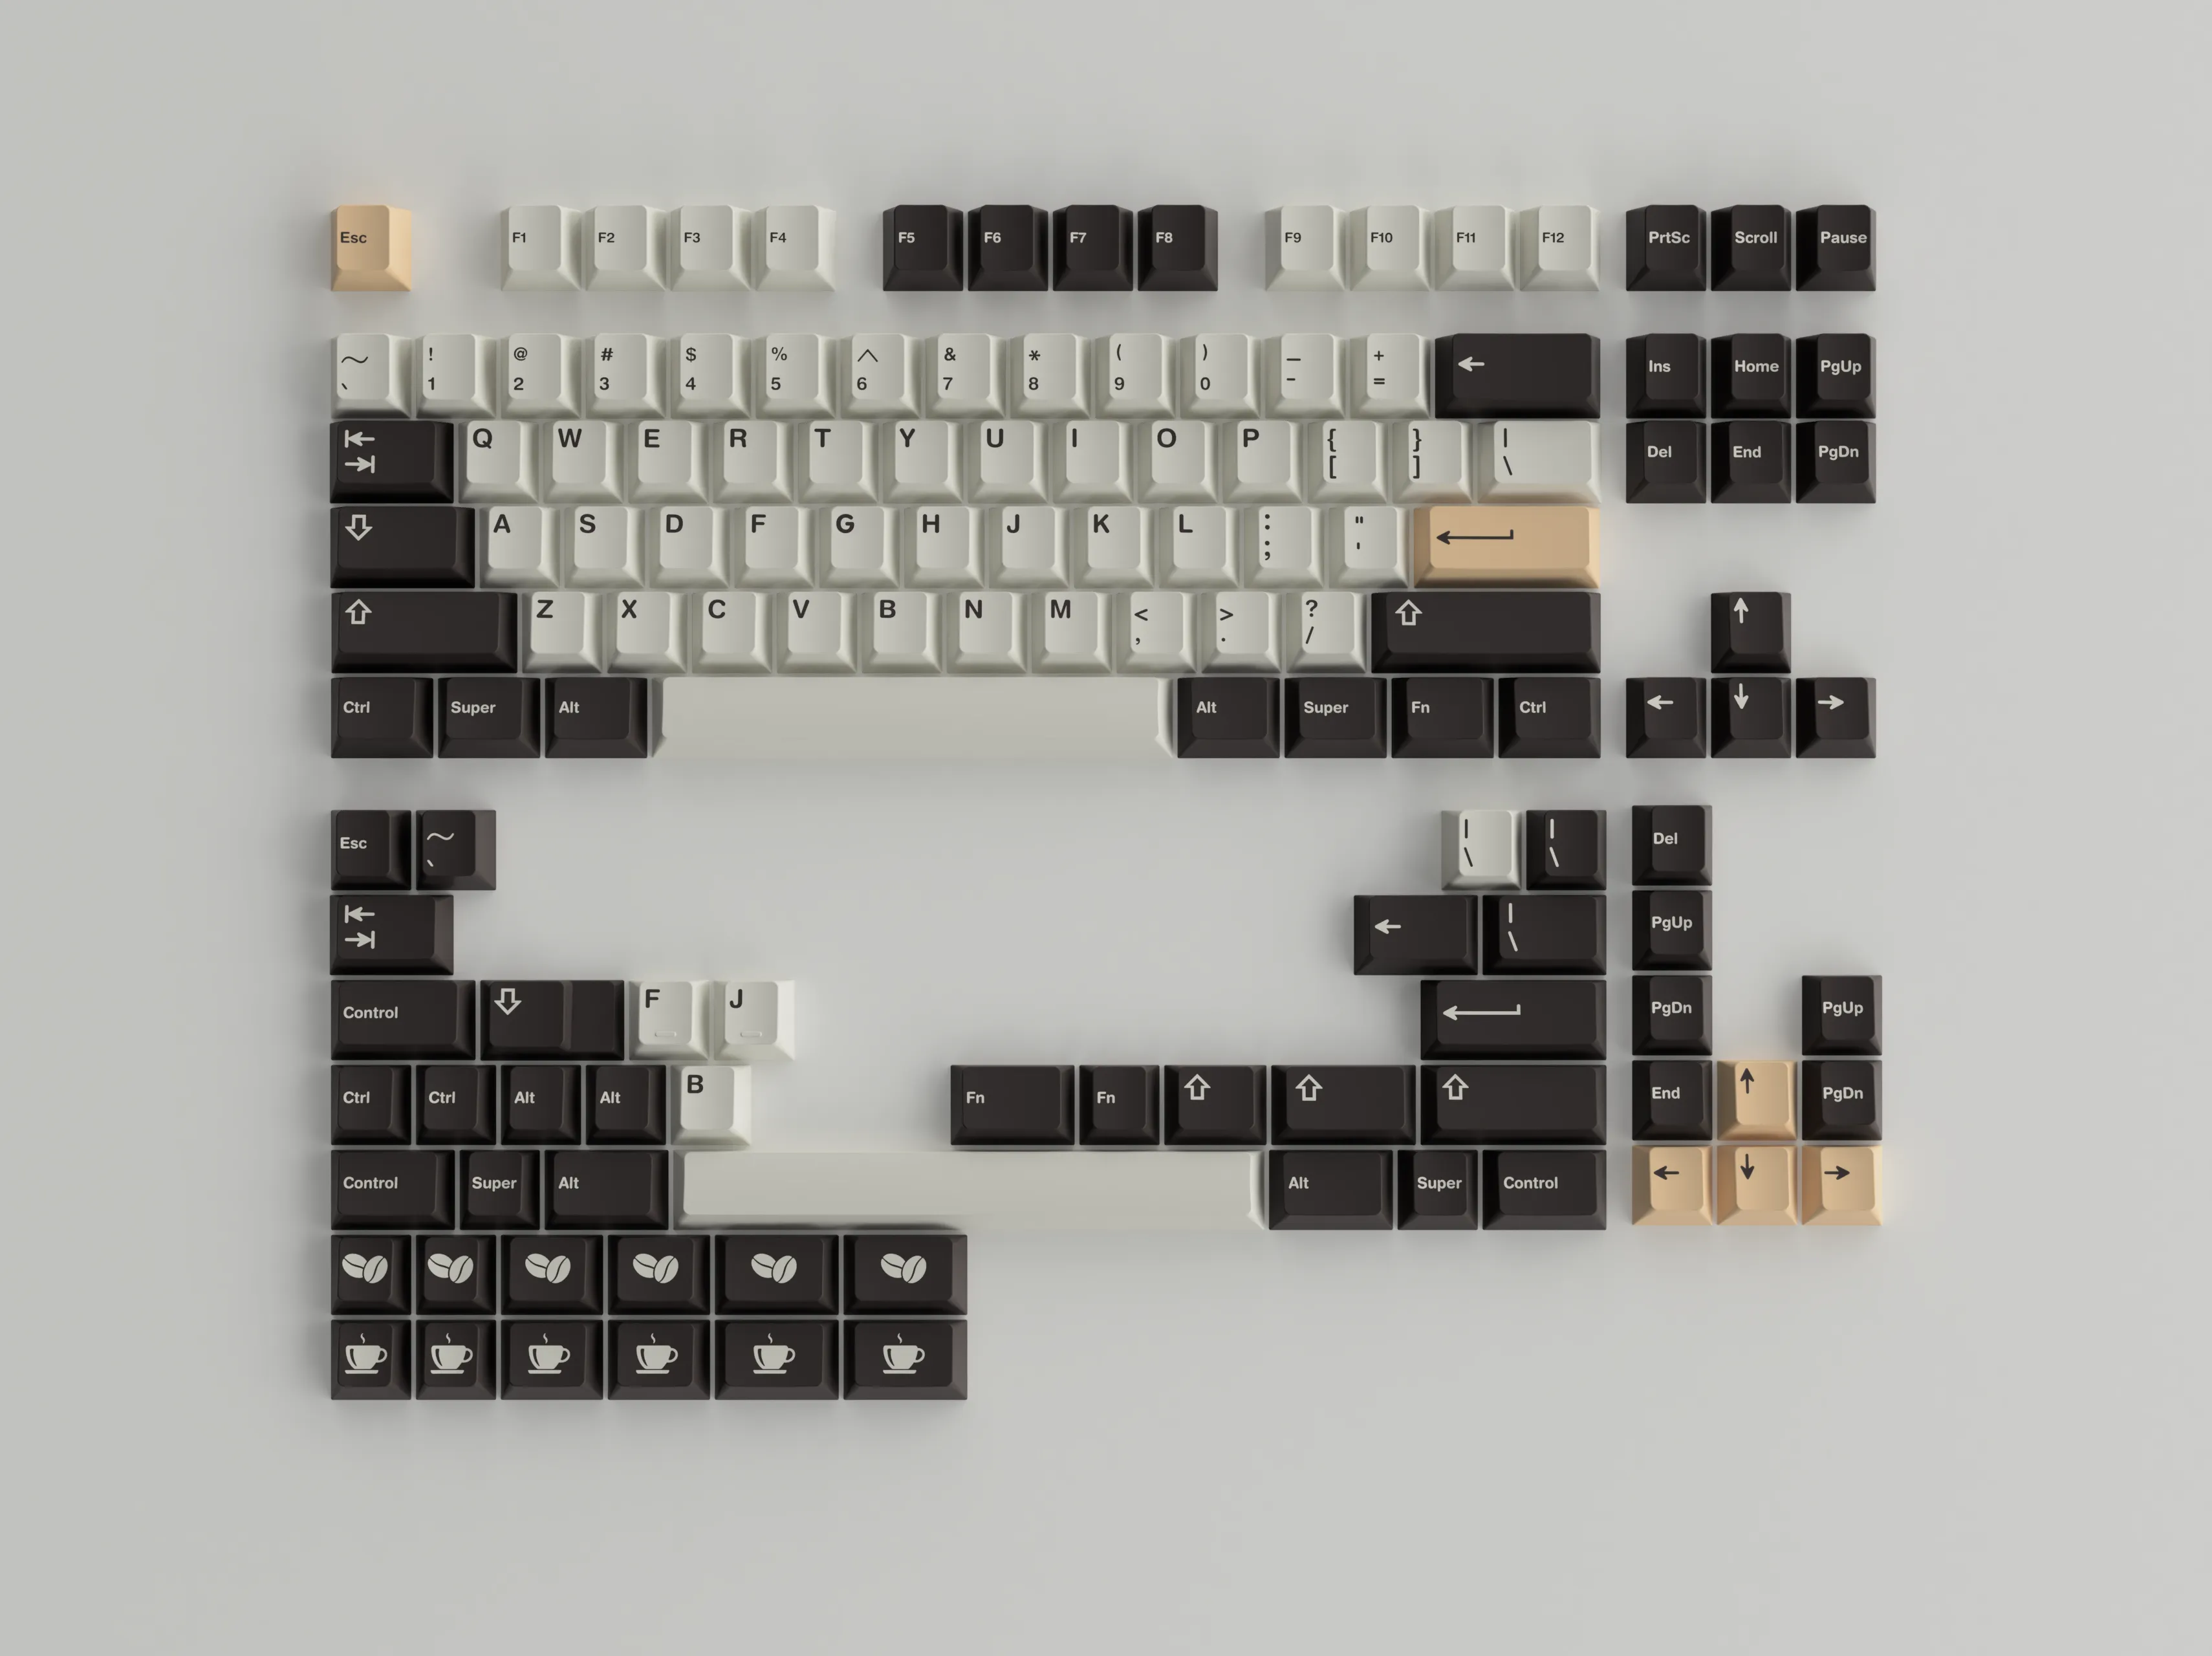 Esc F1 F2 F3 F4 F5 F6 F7 F8 F9 F10 F11 F12 PrtSc Scroll Pause
~ ! @ # $ % ^ & * ( ) _ +
` 1 2 3 4 5 6 7 8 9 0 - = ← Ins Home PgUp
⇤ Q W E R T Y U I O P { } |
⇥ [ ] \ Del End PgDn
⇩ A S D F G H J K L : "
; ' ↵
⇧ Z X C V B N M < > ? ⇧ ↑
, . /
Ctrl Super Alt Alt Super Fn Ctrl ← ↓ →
Esc ~ | | Del
` \ \
⇤ ← | PgUp
⇥ \
Control ⇩ F J ↵ PgDn PgUp
Ctrl Ctrl Alt Alt B Fn Fn ⇧ ⇧ ⇧ End ↑ PgDn
Control Super Alt Alt Super Control ← ↓ →